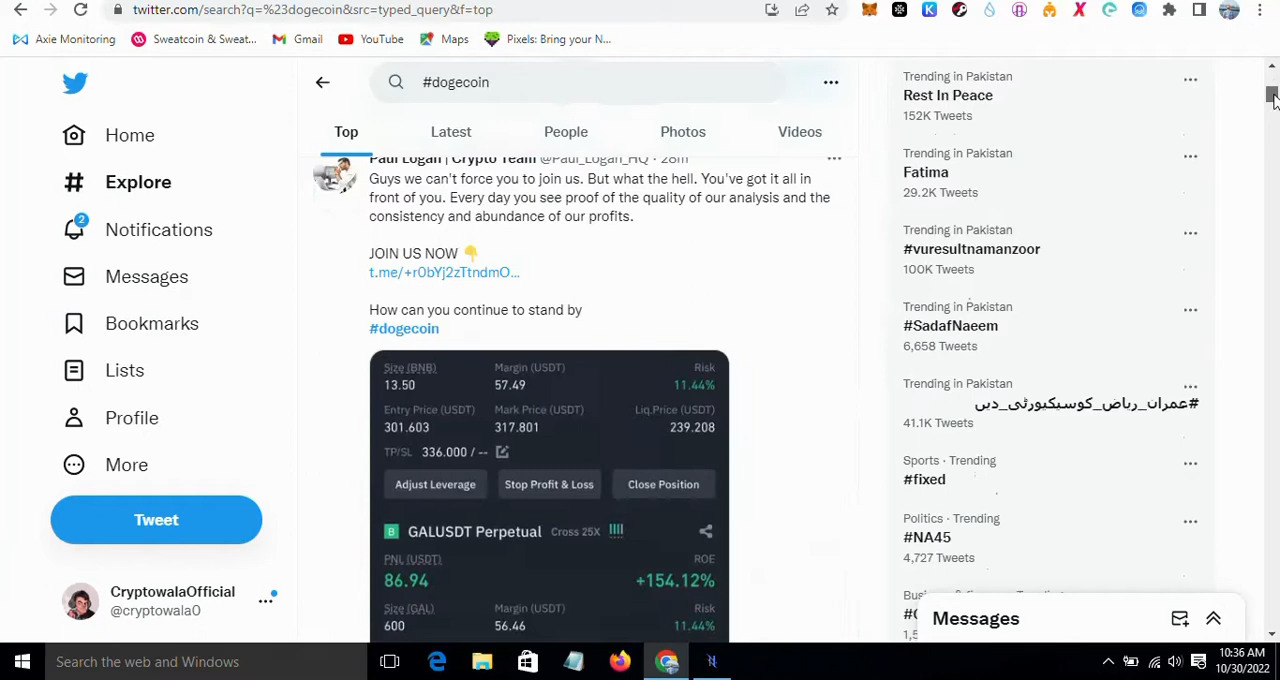 twitter.com/search?q=%23dogecoin&src=typed_query&f=top
Axie Monitoring
Sweatcoin & Sweat...
Gmail
YouTube
Maps
Pixels: Bring your N...
Home
Explore
2
Notifications
Messages
Bookmarks
Lists
Profile
More
Tweet
CryptowalaOfficial
@cryptowala0
#dogecoin
Top Latest People Photos Videos
Paul Logan | Crypto Team @Paul_Logan_HQ · 28m
Guys we can't force you to join us. But what the hell. You've got it all in
front of you. Every day you see proof of the quality of our analysis and the
consistency and abundance of our profits.
JOIN US NOW 👇
t.me/+r0bYj2zTtndmO...
How can you continue to stand by
#dogecoin
Size (BNB) Margin (USDT) Risk
13.50 57.49 11.44%
Entry Price (USDT) Mark Price (USDT) Liq.Price (USDT)
301.603 317.801 239.208
TP/SL 336.000 / --
Adjust Leverage Stop Profit & Loss Close Position
B GALUSDT Perpetual Cross 25X
PNL (USDT) ROE
86.94 +154.12%
Size (GAL) Margin (USDT) Risk
600 56.46 11.44%
Trending in Pakistan
Rest In Peace
152K Tweets
Trending in Pakistan
Fatima
29.2K Tweets
Trending in Pakistan
#vuresultnamanzoor
100K Tweets
Trending in Pakistan
#SadafNaeem
6,658 Tweets
Trending in Pakistan
#عمران_ریاض_کوسیکیورٹی_دیں
41.1K Tweets
Sports · Trending
#fixed
Politics · Trending
#NA45
4,727 Tweets
Messages
Search the web and Windows
10:36 AM
10/30/2022